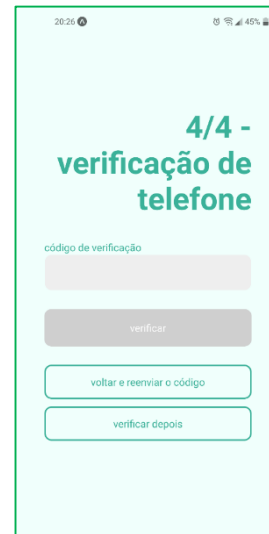 20:26 45%
4/4 -
verificação de
telefone
código de verificação
verificar
voltar e reenviar o código
verificar depois